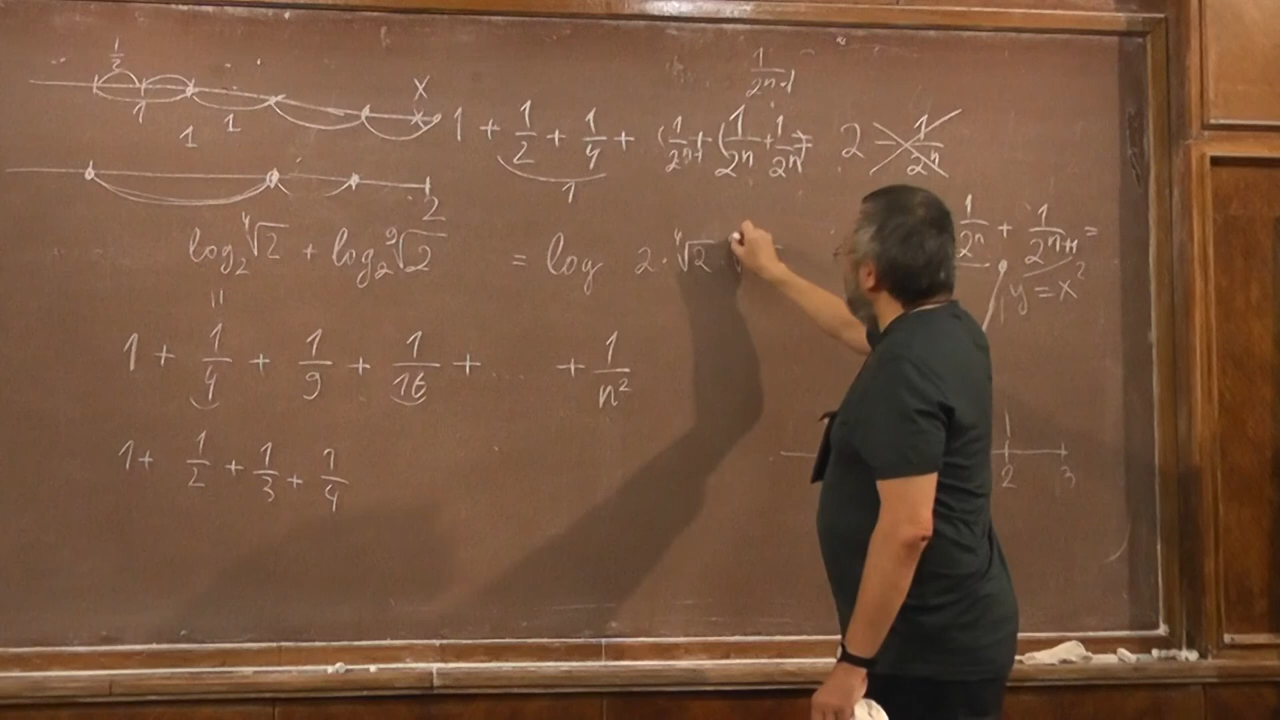 1/2
1 1 1 X
1/(2n-1)
1 + 1/2 + 1/4 + (1/(2n-1) + (1/2n + 1/2n) = 2 - 1/2n
1
2
log₂ ⁴√2 + log₂ ⁹√2 = log 2 · ⁴√2
1/2ⁿ + 1/2ⁿ⁺¹ =
y = x²
||
1 + 1/4 + 1/9 + 1/16 + ... + 1/n²
1 + 1/2 + 1/3 + 1/4
1
2 3